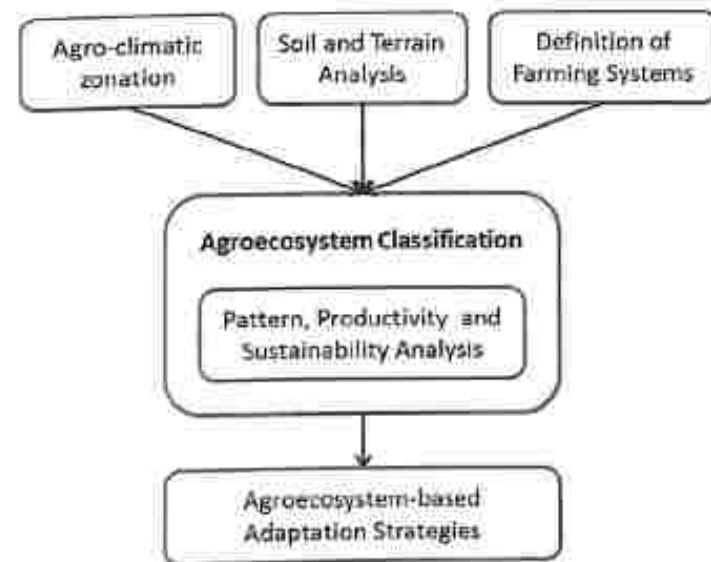 Agro-climatic
zonation
Soil and Terrain
Analysis
Definition of
Farming Systems
Agroecosystem Classification
Pattern, Productivity and
Sustainability Analysis
Agroecosystem-based
Adaptation Strategies